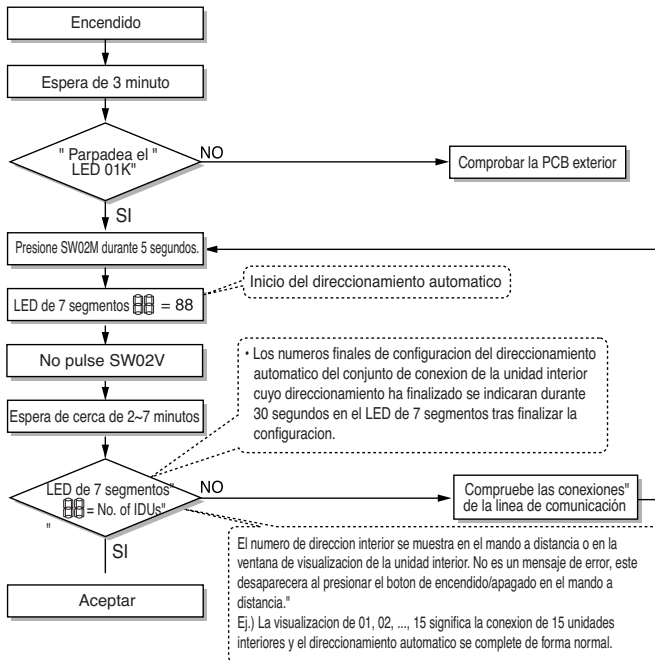 Encendido
Espera de 3 minuto
" Parpadea el "
LED 01K"
NO
Comprobar la PCB exterior
SI
Presione SW02M durante 5 segundos.
Inicio del direccionamiento automatico
LED de 7 segmentos 88 = 88
No pulse SW02V
• Los numeros finales de configuracion del direccionamiento
automatico del conjunto de conexion de la unidad interior
cuyo direccionamiento ha finalizado se indicaran durante
30 segundos en el LED de 7 segmentos tras finalizar la
configuracion.
Espera de cerca de 2~7 minutos
LED de 7 segmentos"
88 = No. of IDUs"
"
NO
Compruebe las conexiones"
de la linea de comunicación
SI
El numero de direccion interior se muestra en el mando a distancia o en la
ventana de visualizacion de la unidad interior. No es un mensaje de error, este
desaparecera al presionar el boton de encendido/apagado en el mando a
distancia."
Ej.) La visualizacion de 01, 02, ..., 15 significa la conexion de 15 unidades
interiores y el direccionamiento automatico se complete de forma normal.
Aceptar